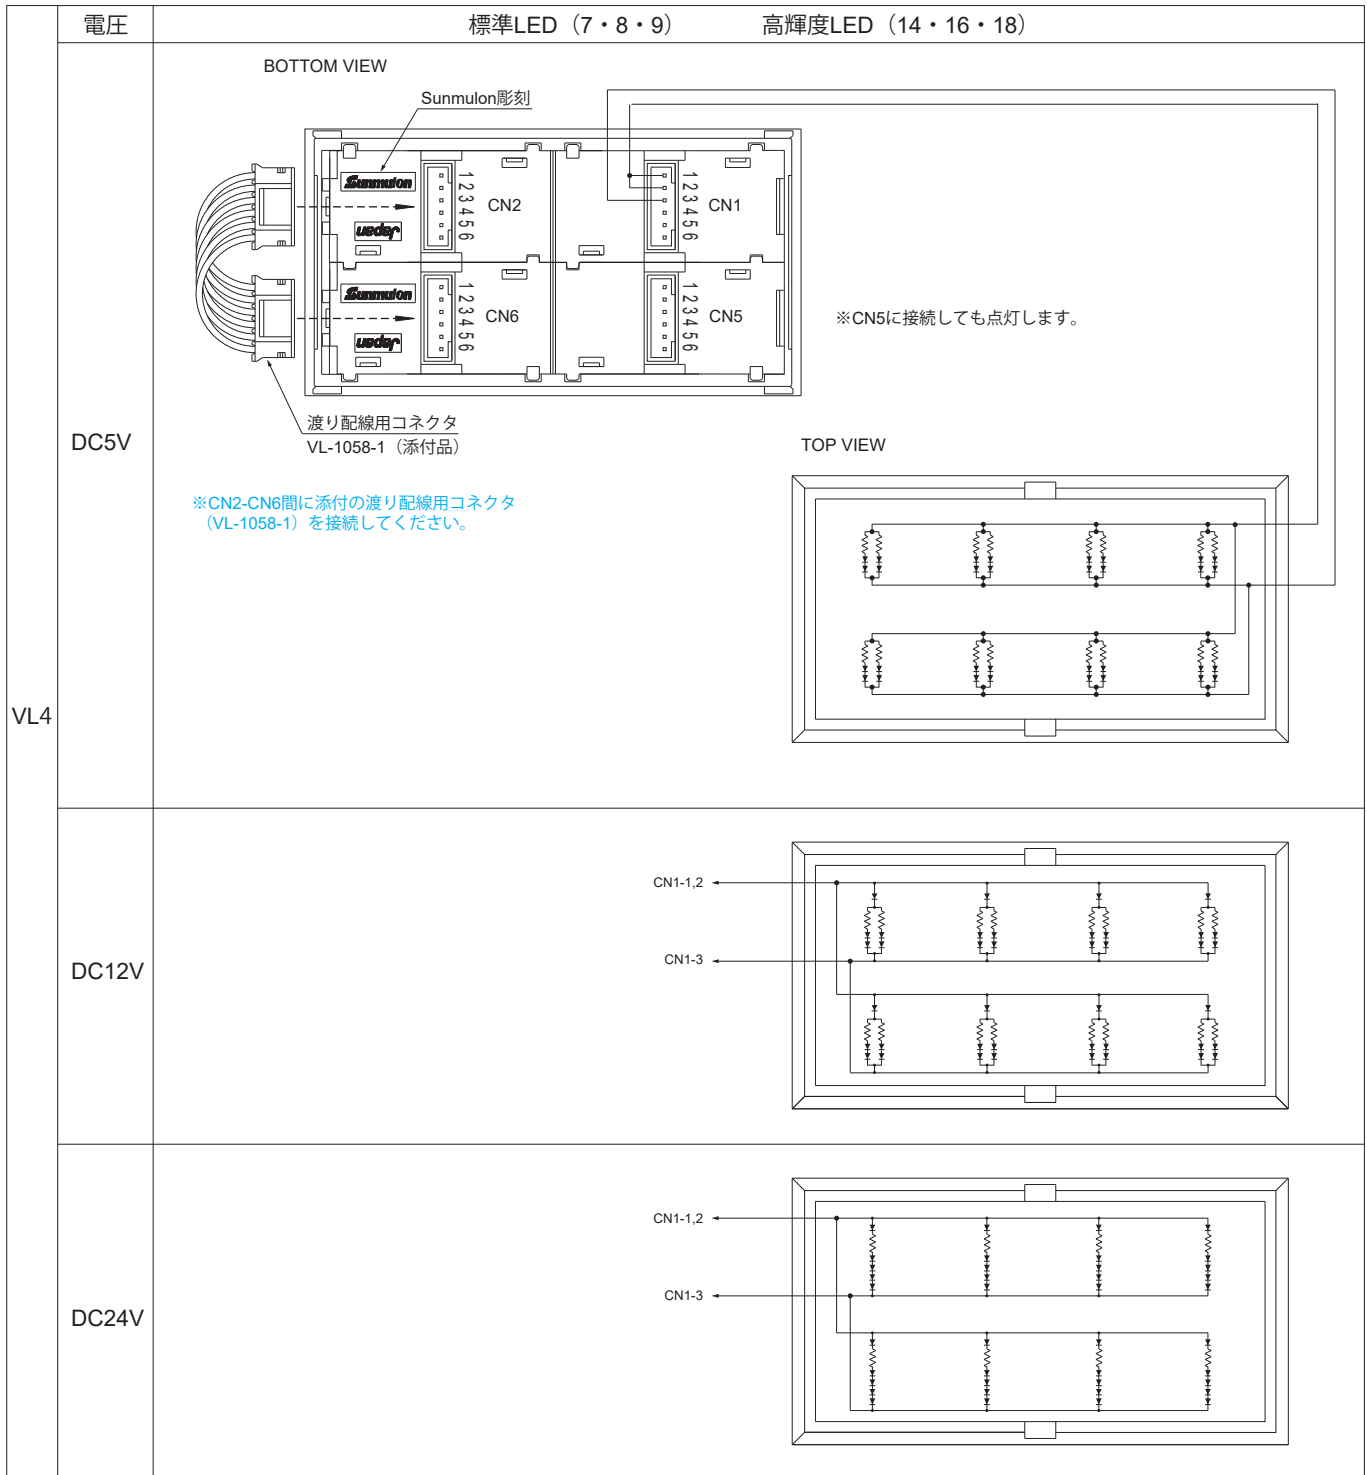 電圧
標準LED（7・8・9） 高輝度LED（14・16・18）
VL4
DC5V
BOTTOM VIEW
Sunmulon彫刻
Sunmulon
Japan
1 2 3 4 5 6
CN2
1 2 3 4 5 6
CN1
Sunmulon
Japan
1 2 3 4 5 6
CN6
1 2 3 4 5 6
CN5
※CN5に接続しても点灯します。
渡り配線用コネクタ
VL-1058-1（添付品）
※CN2-CN6間に添付の渡り配線用コネクタ
（VL-1058-1）を接続してください。
TOP VIEW
DC12V
CN1-1,2
CN1-3
DC24V
CN1-1,2
CN1-3